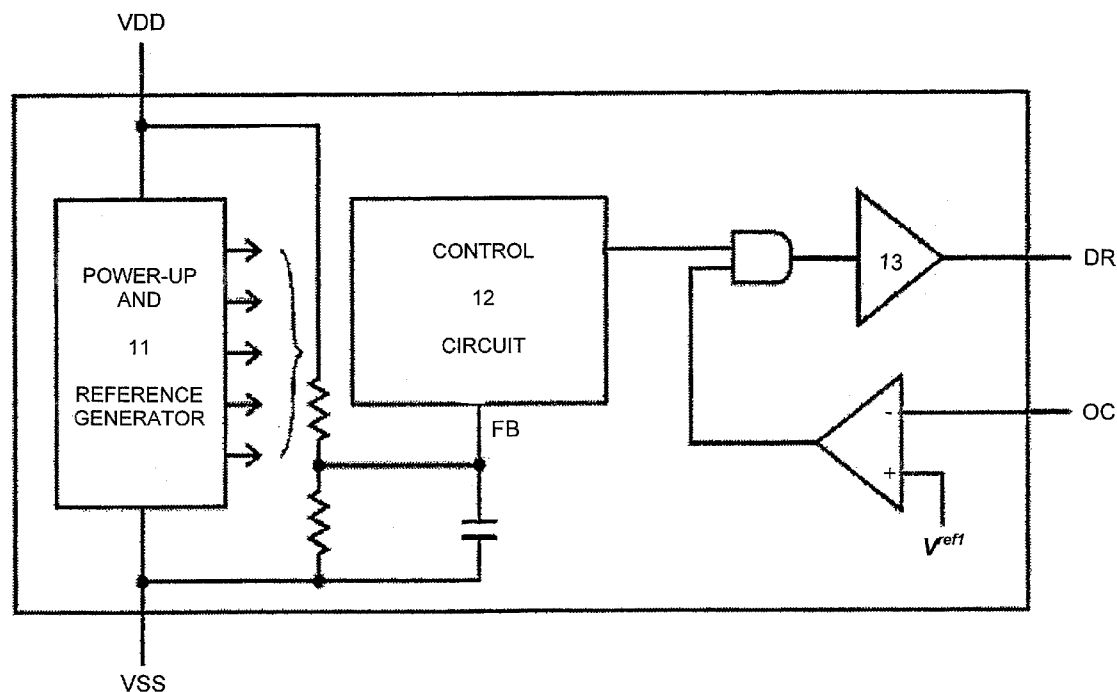 VDD
POWER-UP
AND
11
REFERENCE
GENERATOR
CONTROL
12
CIRCUIT
FB
13
DR
-
OC
+
Vref1
VSS